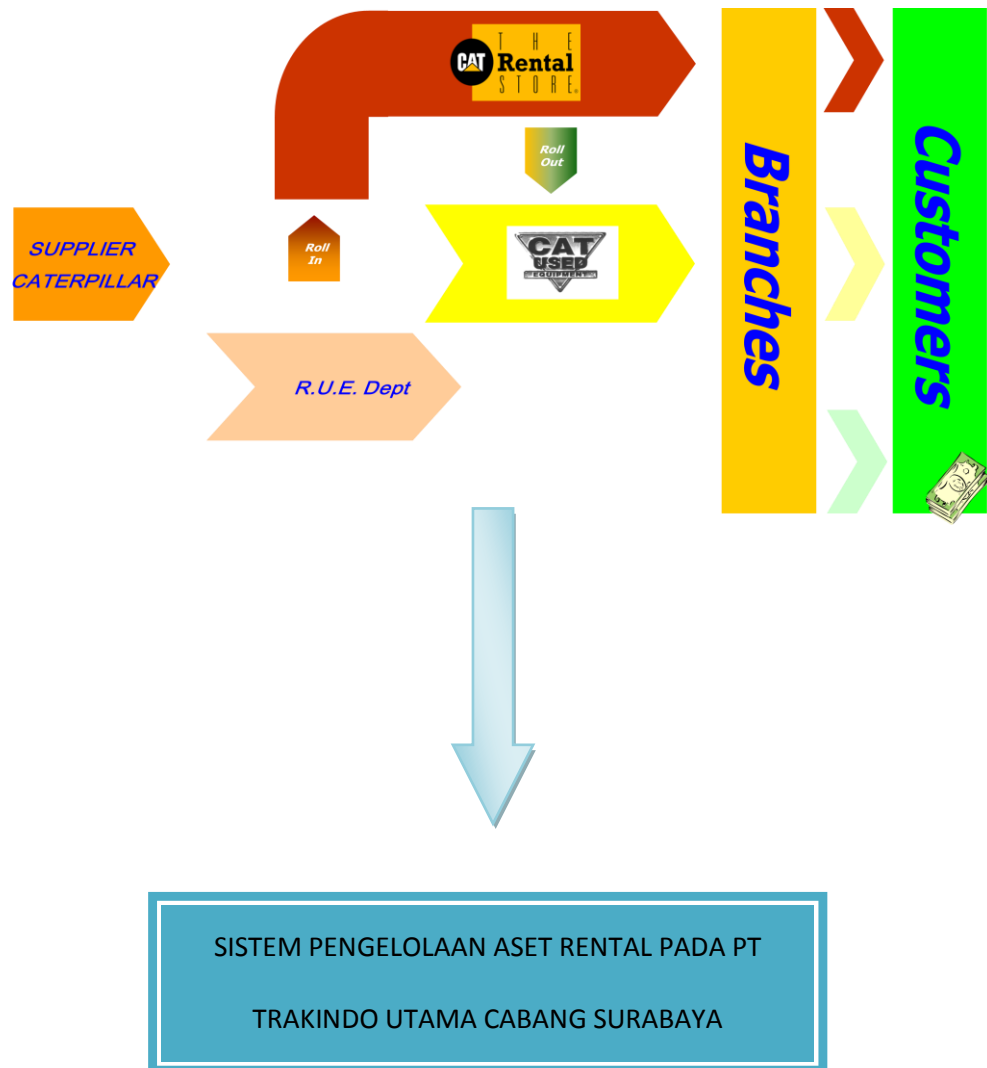 CAT
THE
Rental
STORE®
Roll
Out
Branches
Customers
SUPPLIER
CATERPILLAR
Roll
In
CAT
USED
EQUIPMENT
R.U.E. Dept
SISTEM PENGELOLAAN ASET RENTAL PADA PT
TRAKINDO UTAMA CABANG SURABAYA